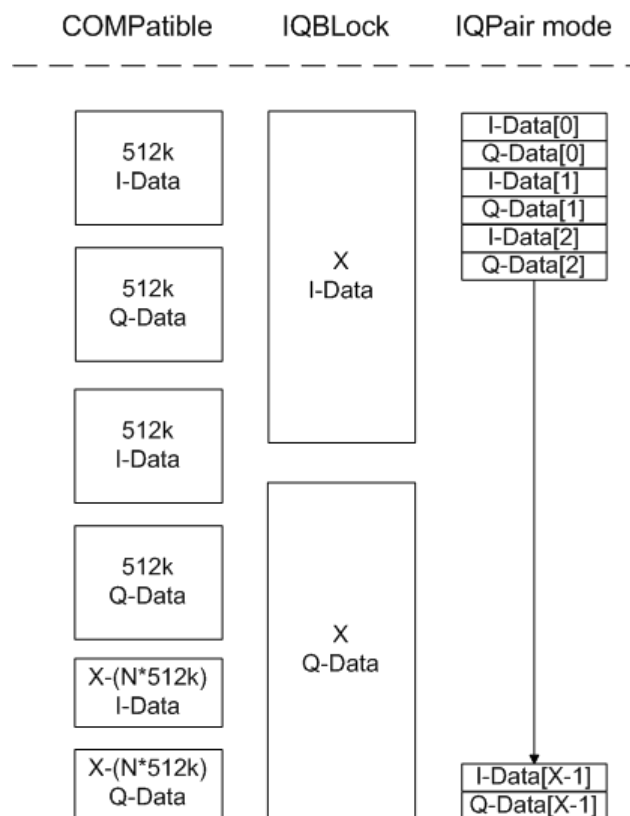 COMPatible IQBLock IQPair mode
512k
I-Data
512k
Q-Data
512k
I-Data
512k
Q-Data
X-(N*512k)
I-Data
X-(N*512k)
Q-Data
X
I-Data
X
Q-Data
I-Data[0]
Q-Data[0]
I-Data[1]
Q-Data[1]
I-Data[2]
Q-Data[2]
I-Data[X-1]
Q-Data[X-1]